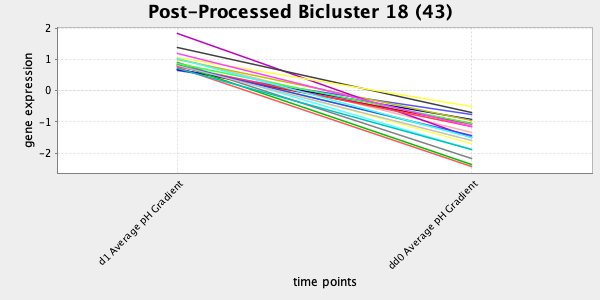 Post-Processed Bicluster 18 (43)
2
1
0
-1
-2
gene expression
d1 Average pH Gradient
dd0 Average pH Gradient
time points